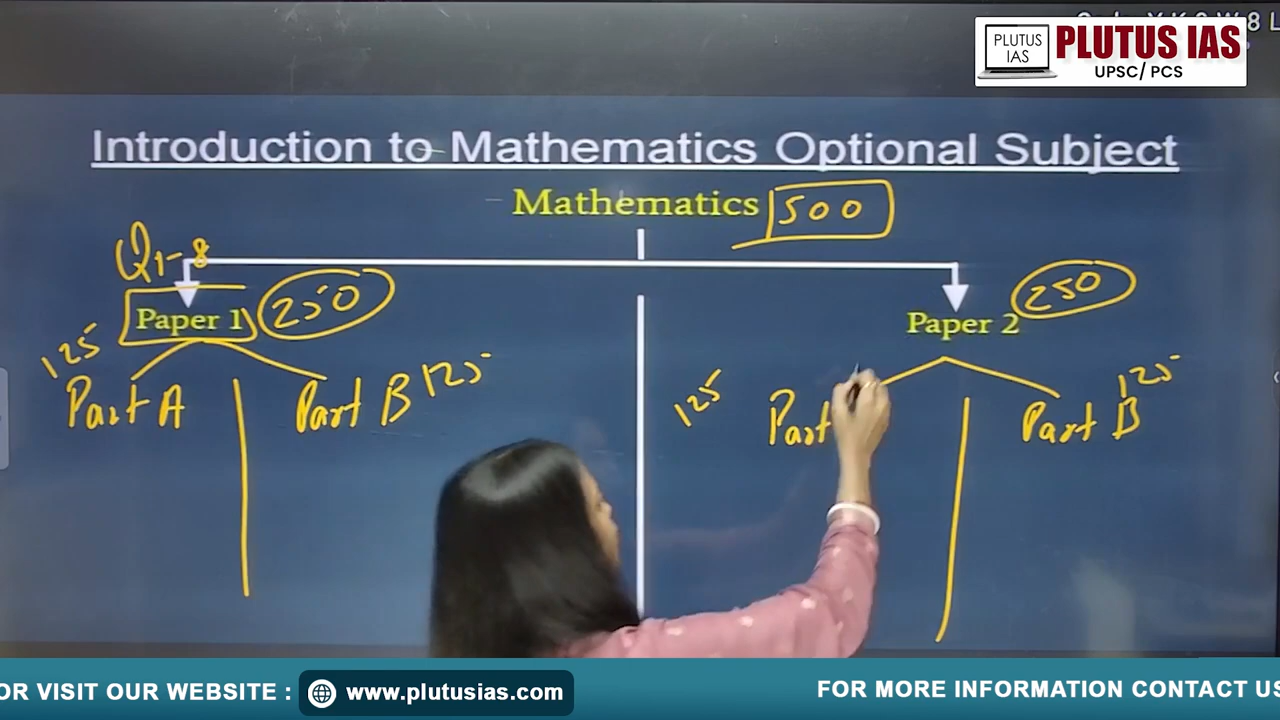 PLUTUS IAS
PLUTUS IAS
UPSC/ PCS
Introduction to Mathematics Optional Subject
Mathematics 500
Q1-8
Paper 1 250
Paper 2 250
125 Part A
Part B 125
125 Part
Part B 125
OR VISIT OUR WEBSITE : www.plutusias.com
FOR MORE INFORMATION CONTACT US